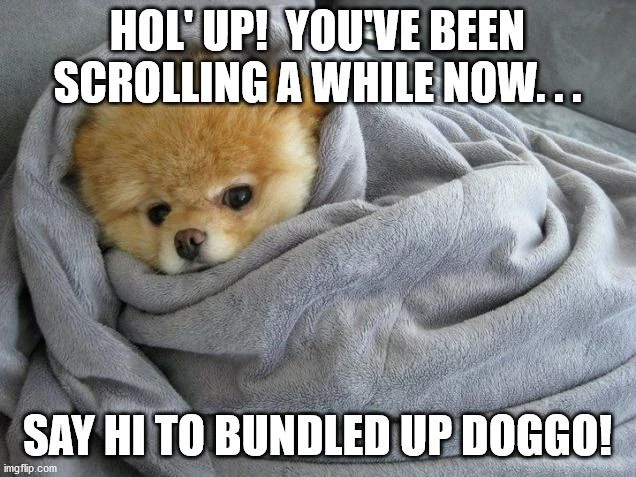 HOL' UP!  YOU'VE BEEN
SCROLLING A WHILE NOW. . .
SAY HI TO BUNDLED UP DOGGO!
imgflip.com